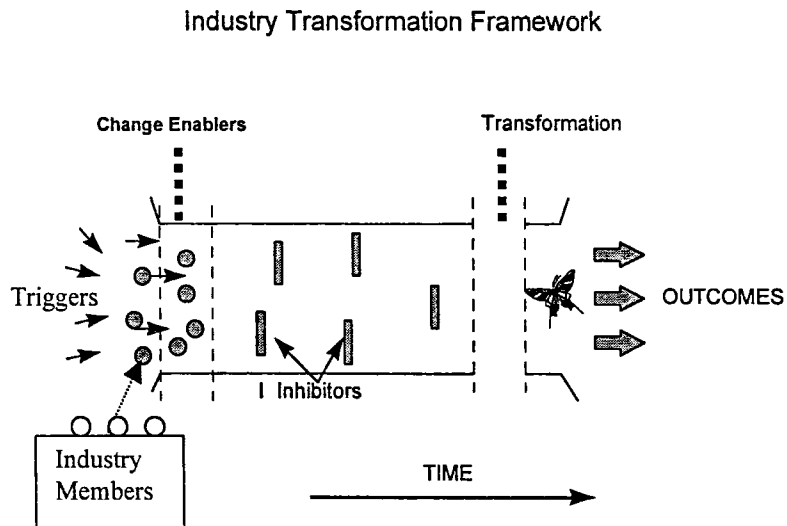 Industry Transformation Framework
Change Enablers
Transformation
Triggers
OUTCOMES
I Inhibitors
Industry
Members
TIME